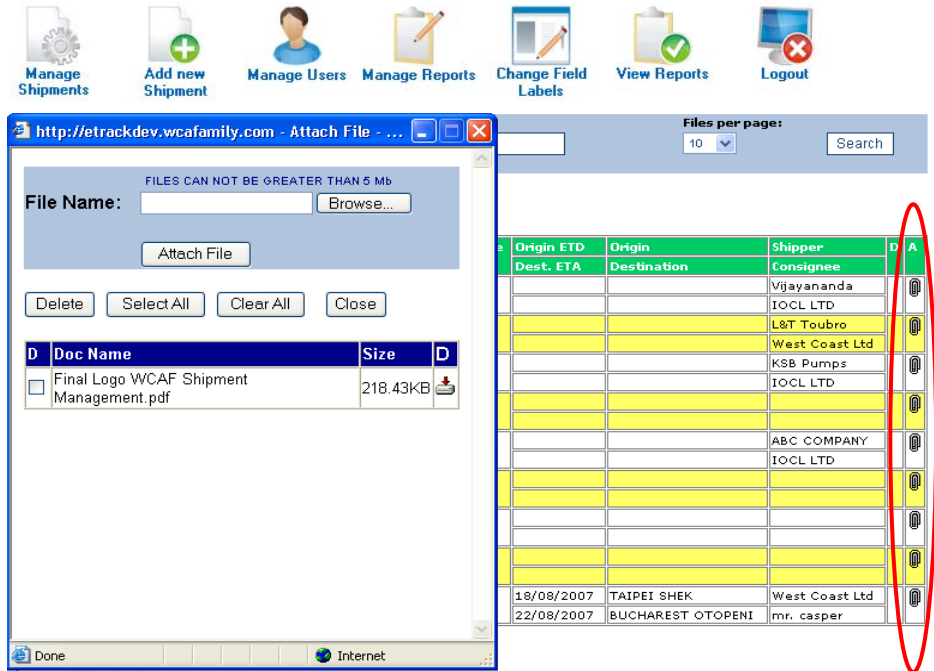 Manage
Shipments
Add new
Shipment
Manage Users
Manage Reports
Change Field
Labels
View Reports
Logout
http://etrackdev.wcafamily.com - Attach File - ...
FILES CAN NOT BE GREATER THAN 5 Mb
File Name:
Browse...
Attach File
Delete
Select All
Clear All
Close
D Doc Name Size D
Final Logo WCAF Shipment
Management.pdf
218.43KB
Done
Internet
Files per page:
10
Search
e Origin ETD Origin Shipper D A
Dest. ETA Destination Consignee
Vijayananda
IOCL LTD
L&T Toubro
West Coast Ltd
KSB Pumps
IOCL LTD
ABC COMPANY
IOCL LTD
18/08/2007 TAIPEI SHEK West Coast Ltd
22/08/2007 BUCHAREST OTOPENI mr. casper